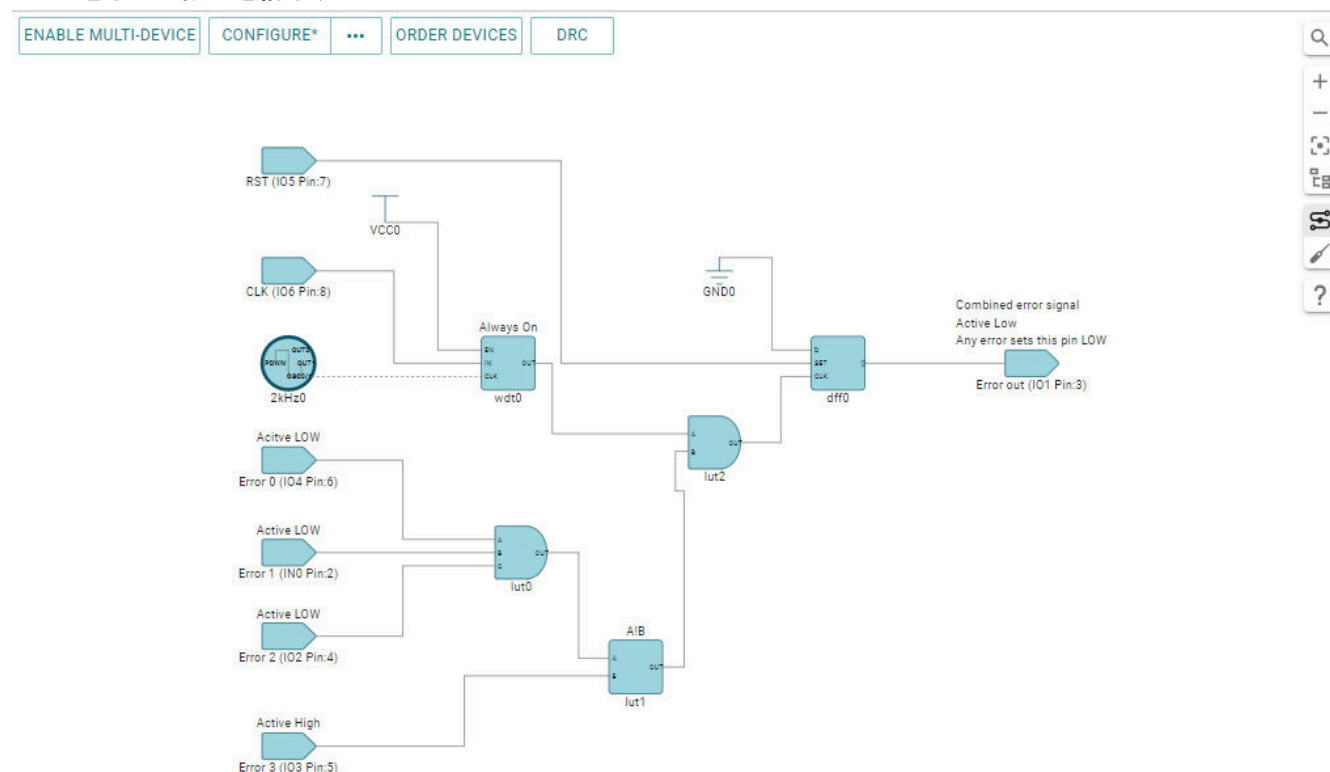 ENABLE MULTI-DEVICE
CONFIGURE*
•••
ORDER DEVICES
DRC
RST (IO5 Pin:7)
VCC0
CLK (IO6 Pin:8)
GND0
Combined error signal
Active Low
Any error sets this pin LOW
Always On
EN
IN
OUT
CLK
wdt0
D
SET
CLK
dff0
Error out (IO1 Pin:3)
PDWN
2kHz0
Acitve LOW
Error 0 (IO4 Pin:6)
A
B
OUT
lut2
Active LOW
Error 1 (IN0 Pin:2)
A
B
C
OUT
lut0
Active LOW
Error 2 (IO2 Pin:4)
A!B
A
B
OUT
lut1
Active High
Error 3 (IO3 Pin:5)
?